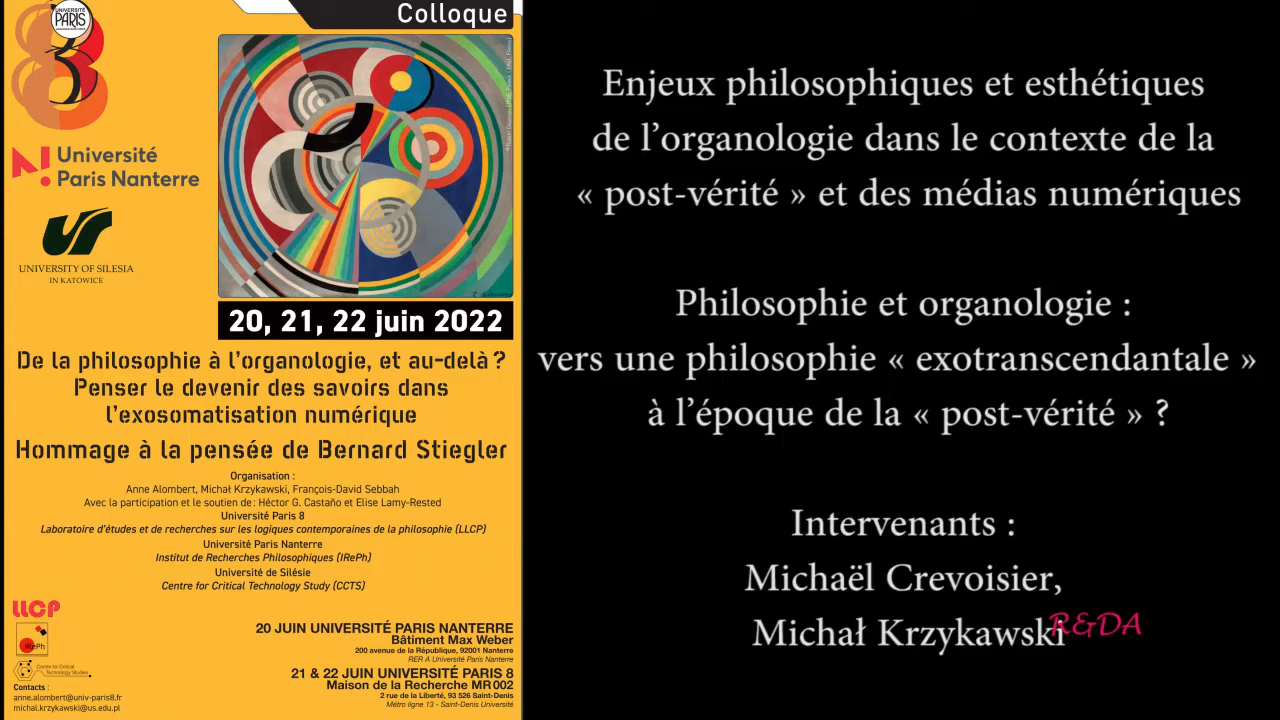 UNIVERSITÉ
PARIS
8
Colloque
Université
Paris Nanterre
UNIVERSITY OF SILESIA
IN KATOWICE
20, 21, 22 juin 2022
De la philosophie à l'organologie, et au-delà ?
Penser le devenir des savoirs dans
l'exosomatisation numérique
Hommage à la pensée de Bernard Stiegler
Organisation :
Anne Alombert, Michał Krzykawski, François-David Sebbah
Avec la participation et le soutien de : Héctor G. Castaño et Elise Lamy-Rested
Université Paris 8
Laboratoire d'études et de recherches sur les logiques contemporaines de la philosophie (LLCP)
Université Paris Nanterre
Institut de Recherches Philosophiques (IRePh)
Université de Silésie
Centre for Critical Technology Study (CCTS)
LLCP
IRePh
Centre for Critical
Technology Studies
Contacts :
anne.alombert@univ-paris8.fr
michal.krzykawski@us.edu.pl
20 JUIN UNIVERSITÉ PARIS NANTERRE
Bâtiment Max Weber
200 avenue de la République, 92001 Nanterre
RER A Université Paris Nanterre
21 & 22 JUIN UNIVERSITÉ PARIS 8
Maison de la Recherche MR 002
2 rue de la Liberté, 93 526 Saint-Denis
Métro ligne 13 - Saint-Denis Université
Enjeux philosophiques et esthétiques
de l'organologie dans le contexte de la
« post-vérité » et des médias numériques
Philosophie et organologie :
vers une philosophie « exotranscendantale »
à l'époque de la « post-vérité » ?
Intervenants :
Michaël Crevoisier,
Michał Krzykawski
R&DA